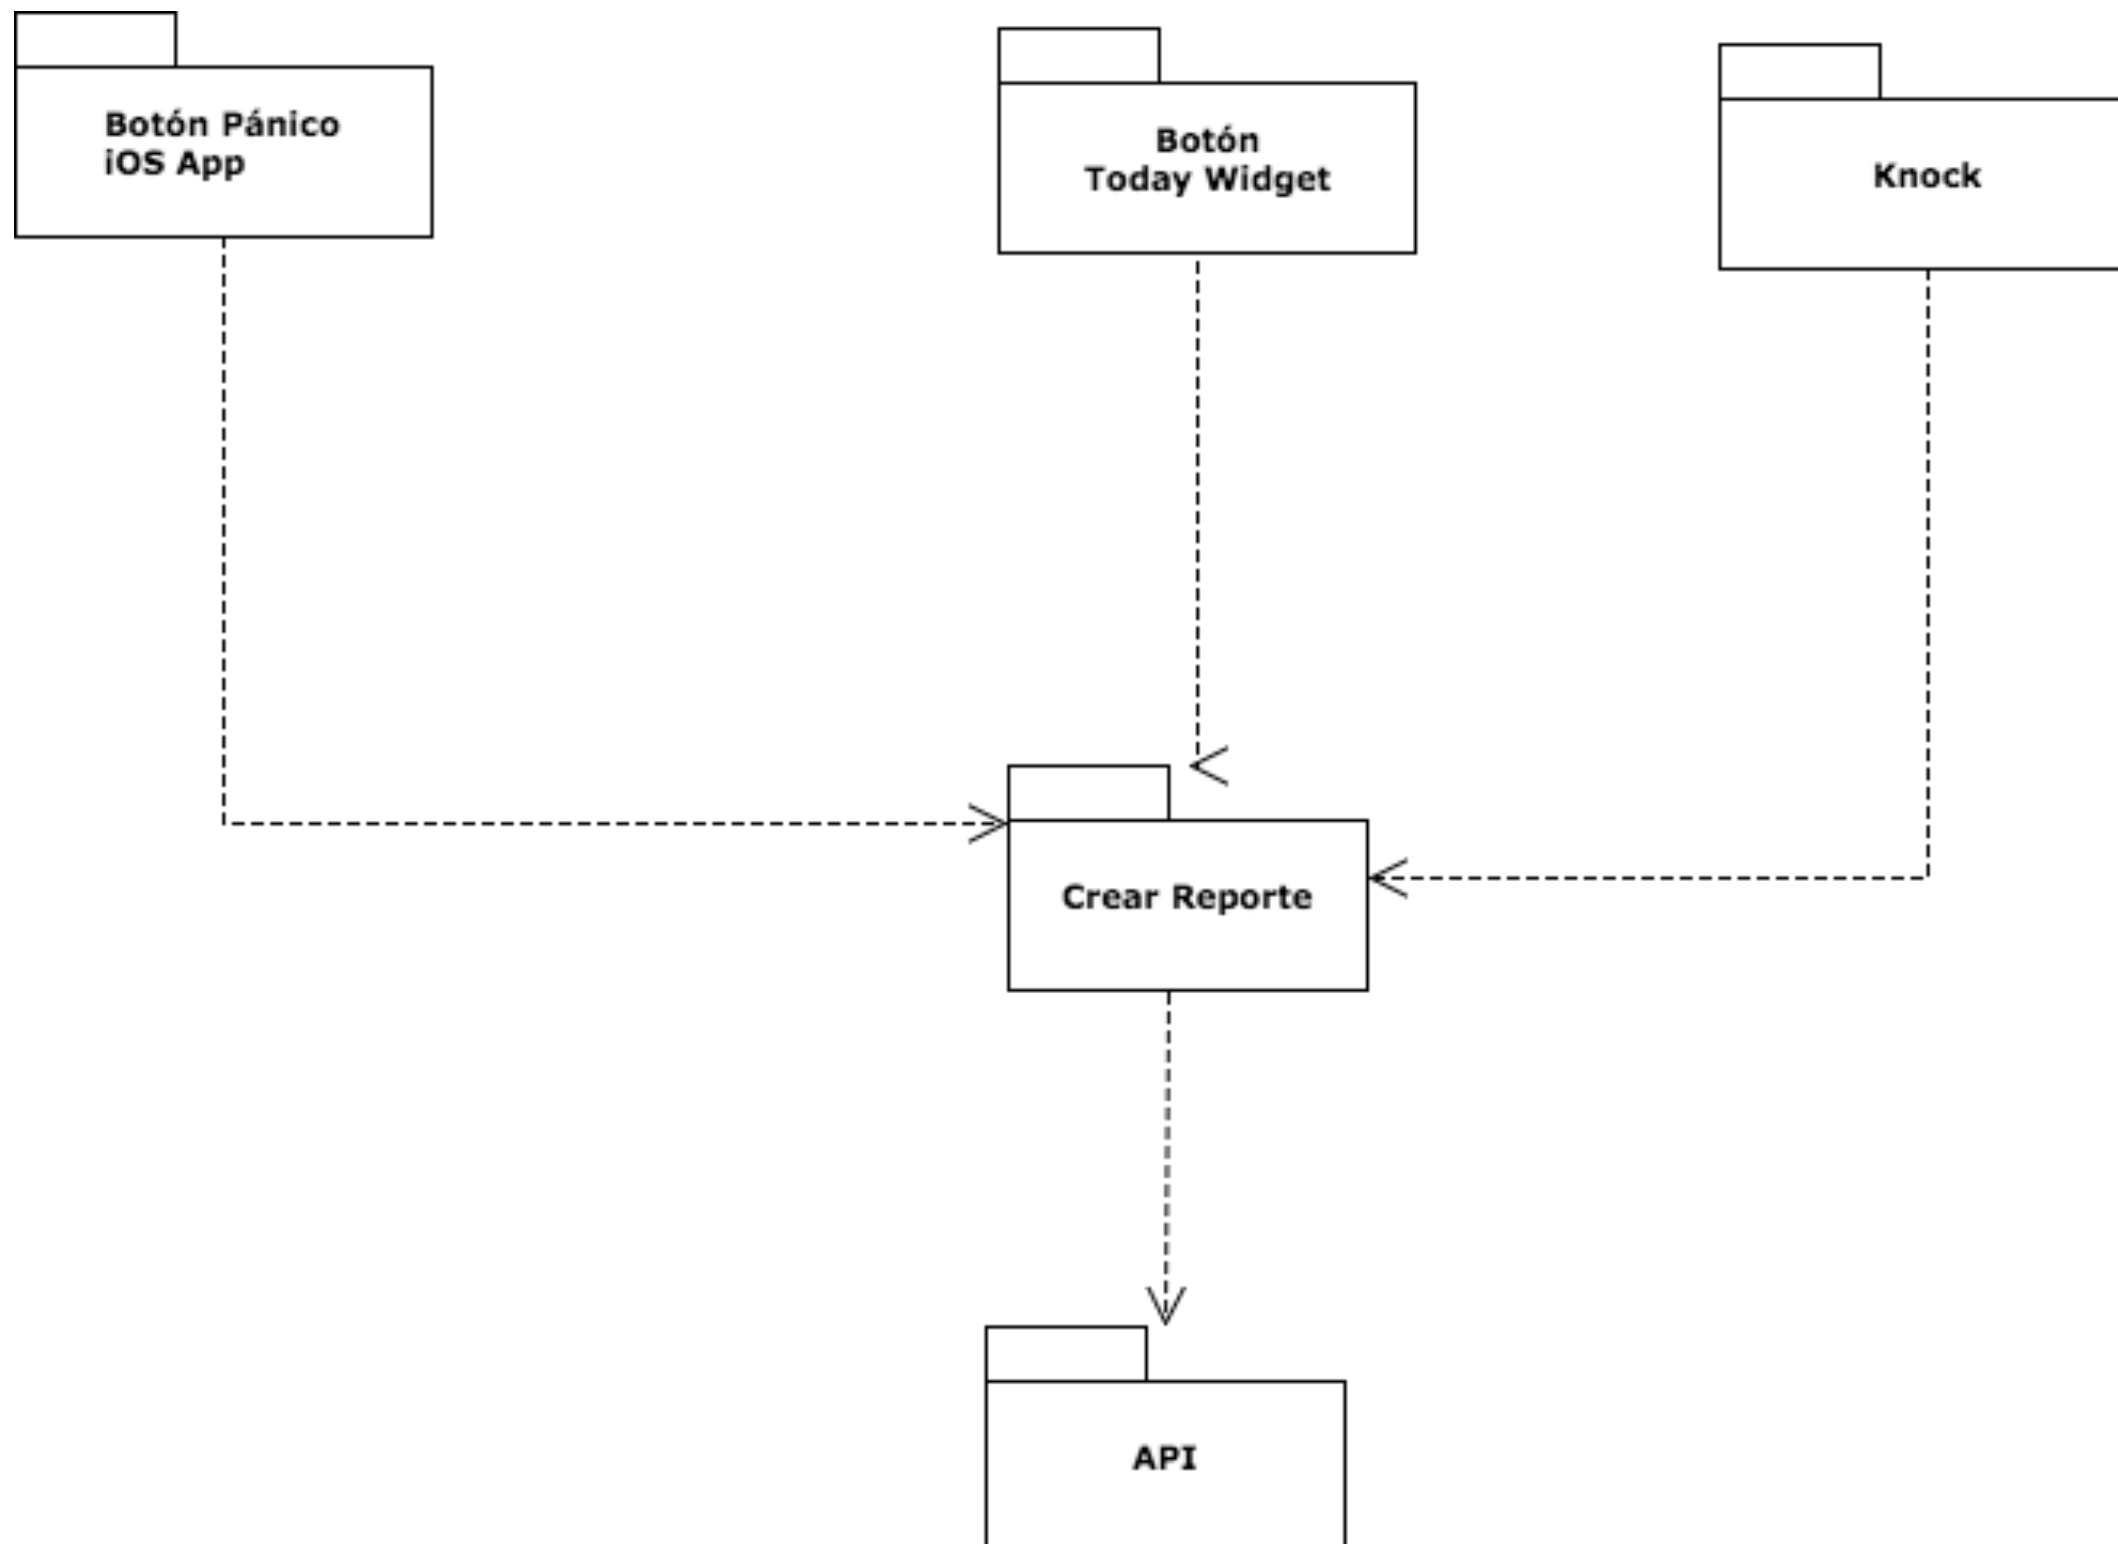 Botón Pánico
iOS App
Botón
Today Widget
Knock
Crear Reporte
API